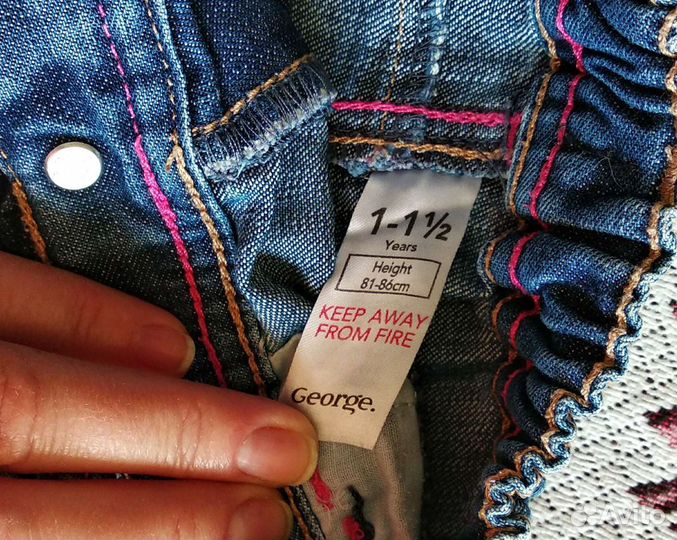 1-1½
Years
Height
81-86cm
KEEP AWAY
FROM FIRE
George.
Avito